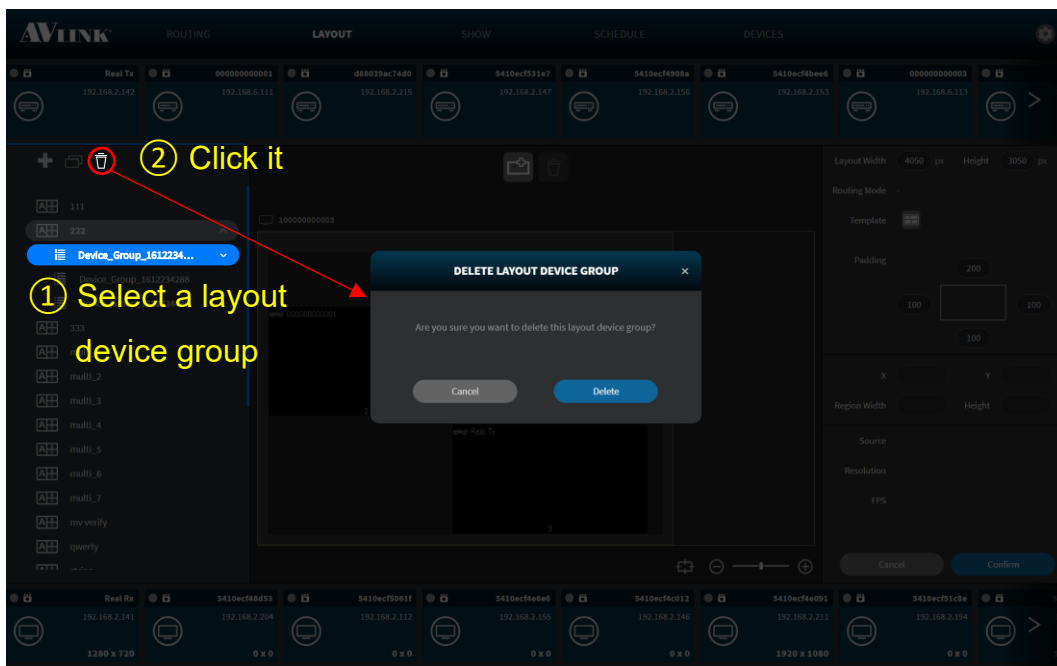 AVLINK
ROUTING
LAYOUT
SHOW
SCHEDULE
DEVICES
Real Tx
192.168.2.142
000000000001
192.168.6.111
d88039ac74d0
192.168.2.215
5410ecf531e7
192.168.2.147
5410ecf4908a
192.168.2.156
5410ecf4bee6
192.168.2.153
000000000003
192.168.6.113
② Click it
Layout Width 4050 px Height 3050 px
Routing Mode -
Template
Padding
200
100
100
100
X Y
Region Width Height
Source
Resolution
FPS
Cancel
Confirm
111
222
Device_Group_1612234...
Device_Group_1612234288
① Select a layout
device group
333
multi_2
multi_3
multi_4
multi_5
multi_6
multi_7
mv verify
qwerty
100000000003
000000000001
2
Real Tx
3
DELETE LAYOUT DEVICE GROUP ×
Are you sure you want to delete this layout device group?
Cancel
Delete
Real Rx
192.168.2.141
1280 x 720
5410ecf48d53
192.168.2.204
0 x 0
5410ecf5061f
192.168.2.112
0 x 0
5410ecf4e6e6
192.168.2.155
0 x 0
5410ecf4c012
192.168.2.146
0 x 0
5410ecf4e091
192.168.2.211
1920 x 1080
5410ecf51c8e
192.168.2.194
0 x 0